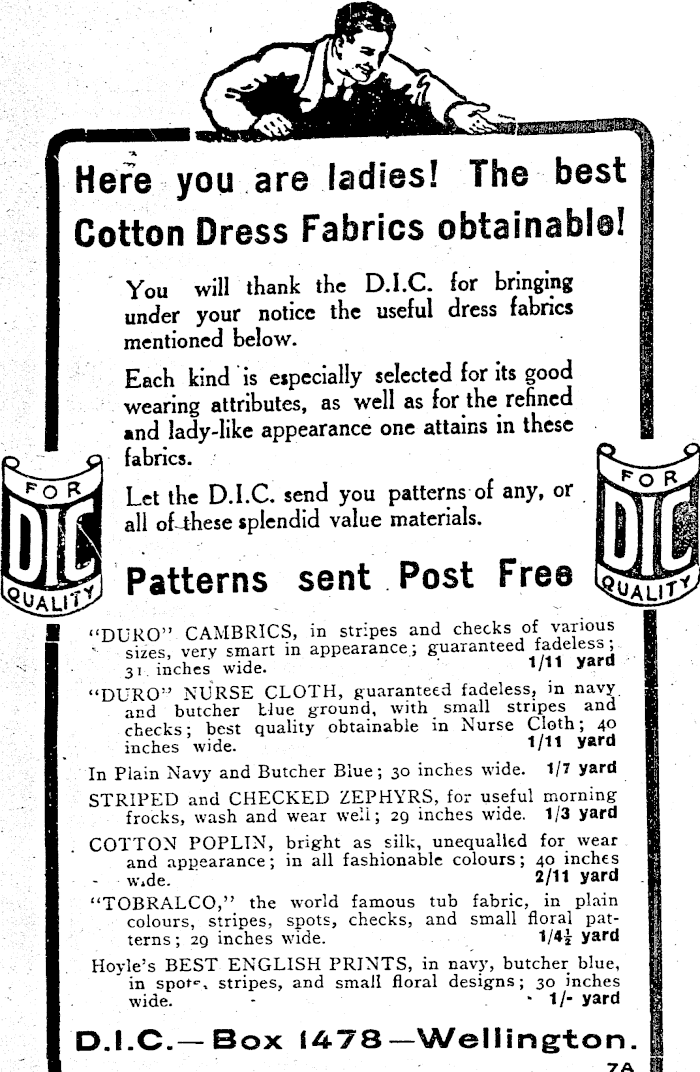 Here you are ladies! The best
Cotton Dress Fabrics obtainable!
You will thank the D.I.C. for bringing
under your notice the useful dress fabrics
mentioned below.
Each kind is especially selected for its good
wearing attributes, as well as for the refined
and lady-like appearance one attains in these
fabrics.
Let the D.I.C. send you patterns of any, or
all of these splendid value materials.
FOR
DIC
QUALITY
FOR
DIC
QUALITY
Patterns sent Post Free
"DURO" CAMBRICS, in stripes and checks of various
sizes, very smart in appearance; guaranteed fadeless;
31 inches wide. 1/11 yard
"DURO" NURSE CLOTH, guaranteed fadeless, in navy
and butcher blue ground, with small stripes and
checks; best quality obtainable in Nurse Cloth; 40
inches wide. 1/11 yard
In Plain Navy and Butcher Blue; 30 inches wide. 1/7 yard
STRIPED and CHECKED ZEPHYRS, for useful morning
frocks, wash and wear well; 29 inches wide. 1/3 yard
COTTON POPLIN, bright as silk, unequalled for wear
and appearance; in all fashionable colours; 40 inches
wide. 2/11 yard
"TOBRALCO," the world famous tub fabric, in plain
colours, stripes, spots, checks, and small floral pat-
terns; 29 inches wide. 1/4½ yard
Hoyle's BEST ENGLISH PRINTS, in navy, butcher blue,
in spots, stripes, and small floral designs; 30 inches
wide. 1/- yard
D.I.C.—Box 1478—Wellington.
7A